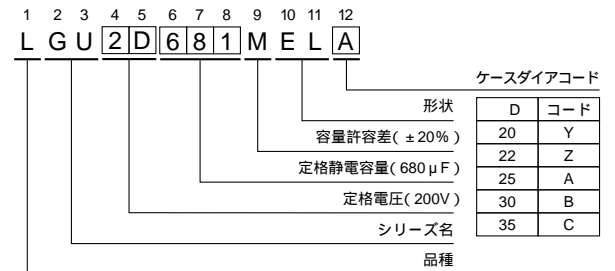 1 2 3 4 5 6 7 8 9 10 11 12
L G U 2 D 6 8 1 M E L A
ケースダイアコード
形状
容量許容差( ±20% )
定格静電容量( 680 μ F )
定格電圧( 200V )
シリーズ名
品種
D コード
20 Y
22 Z
25 A
30 B
35 C